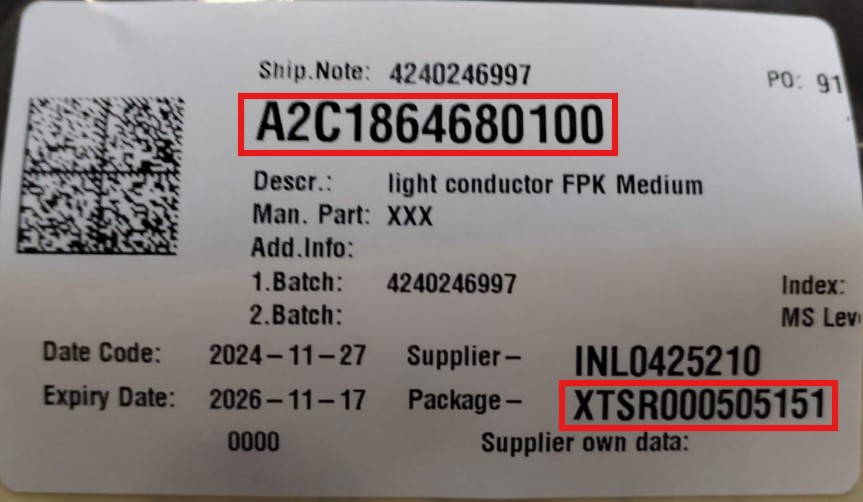 Ship.Note: 4240246997
PO: 91
A2C1864680100
Descr.: light conductor FPK Medium
Man. Part: XXX
Add.Info:
1.Batch: 4240246997
Index:
2.Batch:
MS Lev
Date Code: 2024-11-27 Supplier- INL0425210
Expiry Date: 2026-11-17 Package- XTSR000505151
0000 Supplier own data: